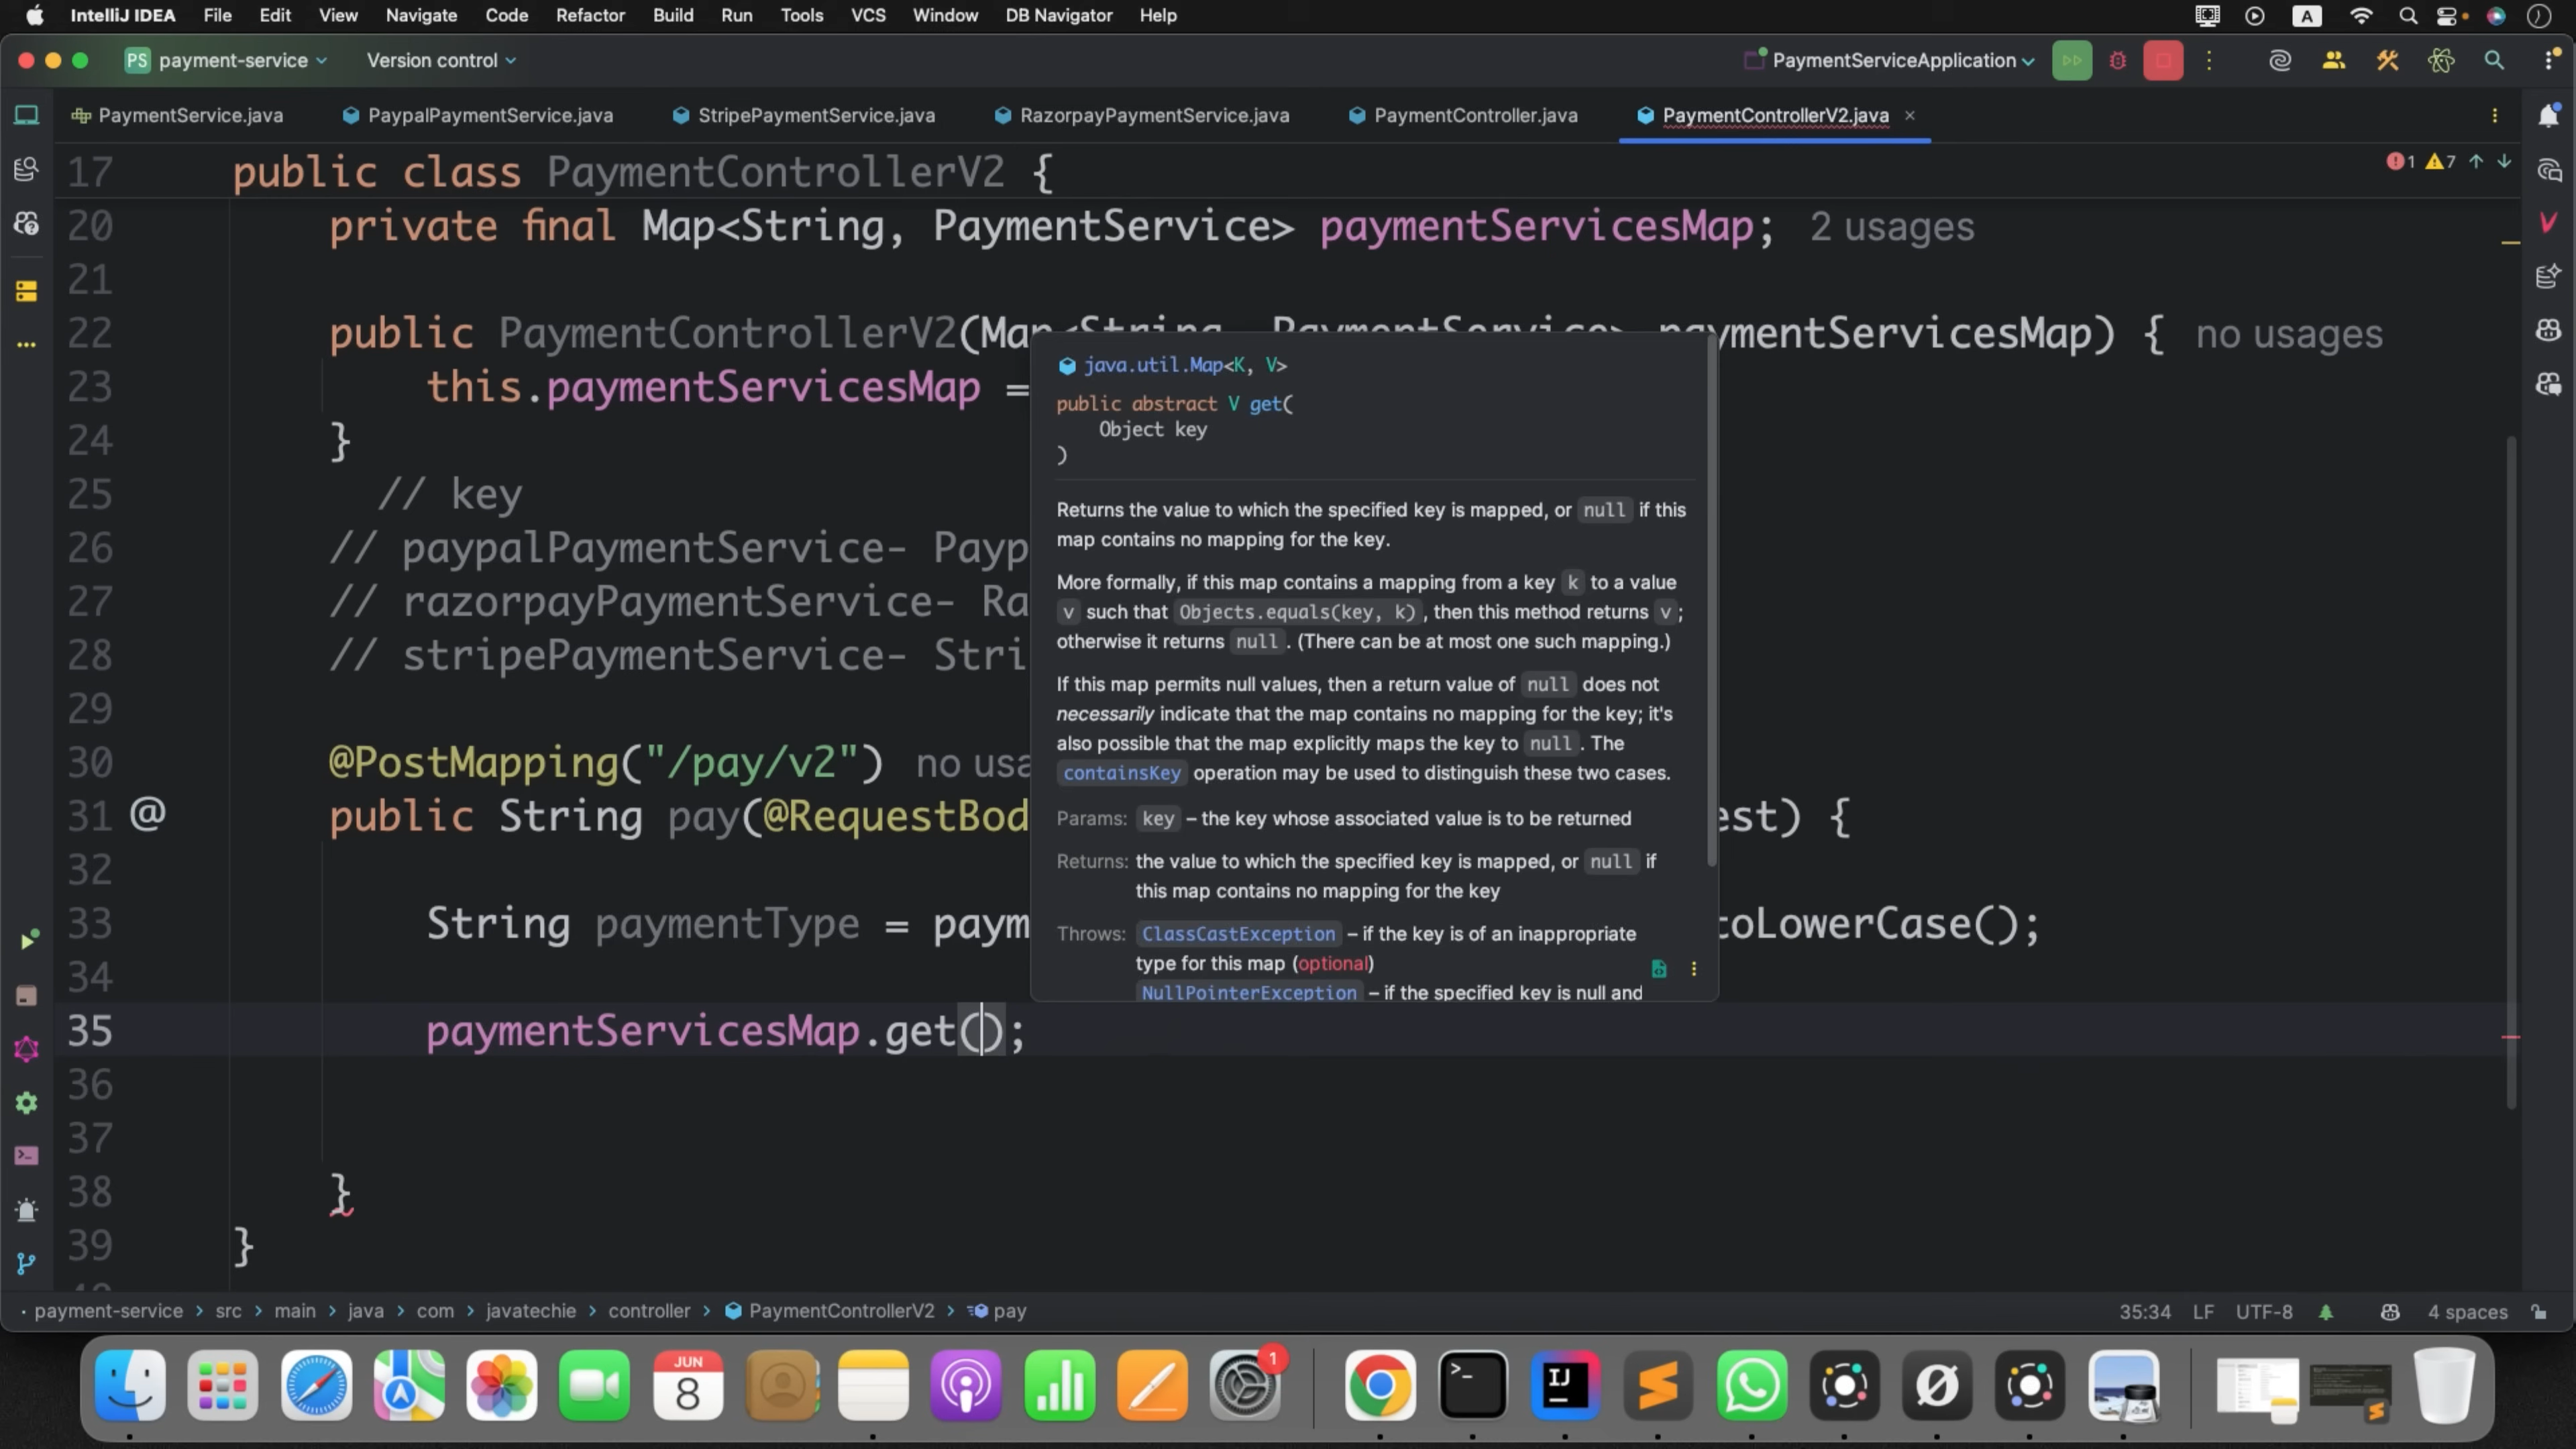 IntelliJ IDEA File Edit View Navigate Code Refactor Build Run Tools VCS Window DB Navigator Help A
PS payment-service Version control PaymentServiceApplication
PaymentService.java PaypalPaymentService.java StripePaymentService.java RazorpayPaymentService.java PaymentController.java PaymentControllerV2.java
17 public class PaymentControllerV2 { 1 7
20 private final Map<String, PaymentService> paymentServicesMap; 2 usages
21
22 public PaymentControllerV2(Map<String, PaymentService> paymentServicesMap) { no usages
23 this.paymentServicesMap =
24 }
25 // key
26 // paypalPaymentService- Payp
27 // razorpayPaymentService- Ra
28 // stripePaymentService- Stri
29
30 @PostMapping("/pay/v2") no usa
31 @ public String pay(@RequestBod est) {
32
33 String paymentType = paym toLowerCase();
34
35 paymentServicesMap.get();
36
37
38 }
39 }
java.util.Map<K, V>
public abstract V get(
Object key
)
Returns the value to which the specified key is mapped, or null if this
map contains no mapping for the key.
More formally, if this map contains a mapping from a key k to a value
v such that Objects.equals(key, k), then this method returns v;
otherwise it returns null. (There can be at most one such mapping.)
If this map permits null values, then a return value of null does not
necessarily indicate that the map contains no mapping for the key; it's
also possible that the map explicitly maps the key to null. The
containsKey operation may be used to distinguish these two cases.
Params: key – the key whose associated value is to be returned
Returns: the value to which the specified key is mapped, or null if
this map contains no mapping for the key
Throws: ClassCastException – if the key is of an inappropriate
type for this map (optional)
NullPointerException – if the specified key is null and
payment-service > src > main > java > com > javatechie > controller > PaymentControllerV2 > pay 35:34 LF UTF-8 4 spaces
JUN
8
1
IJ